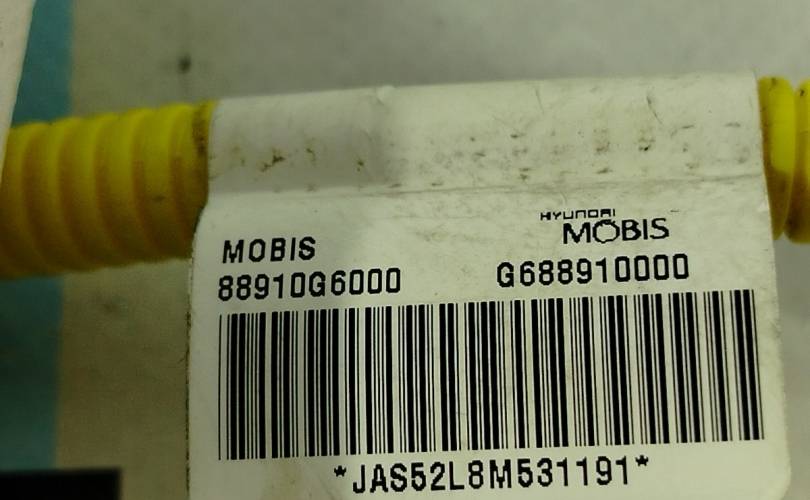 HYUNDAI
MOBIS MOBIS
88910G6000 G688910000
*JAS52L8M531191*